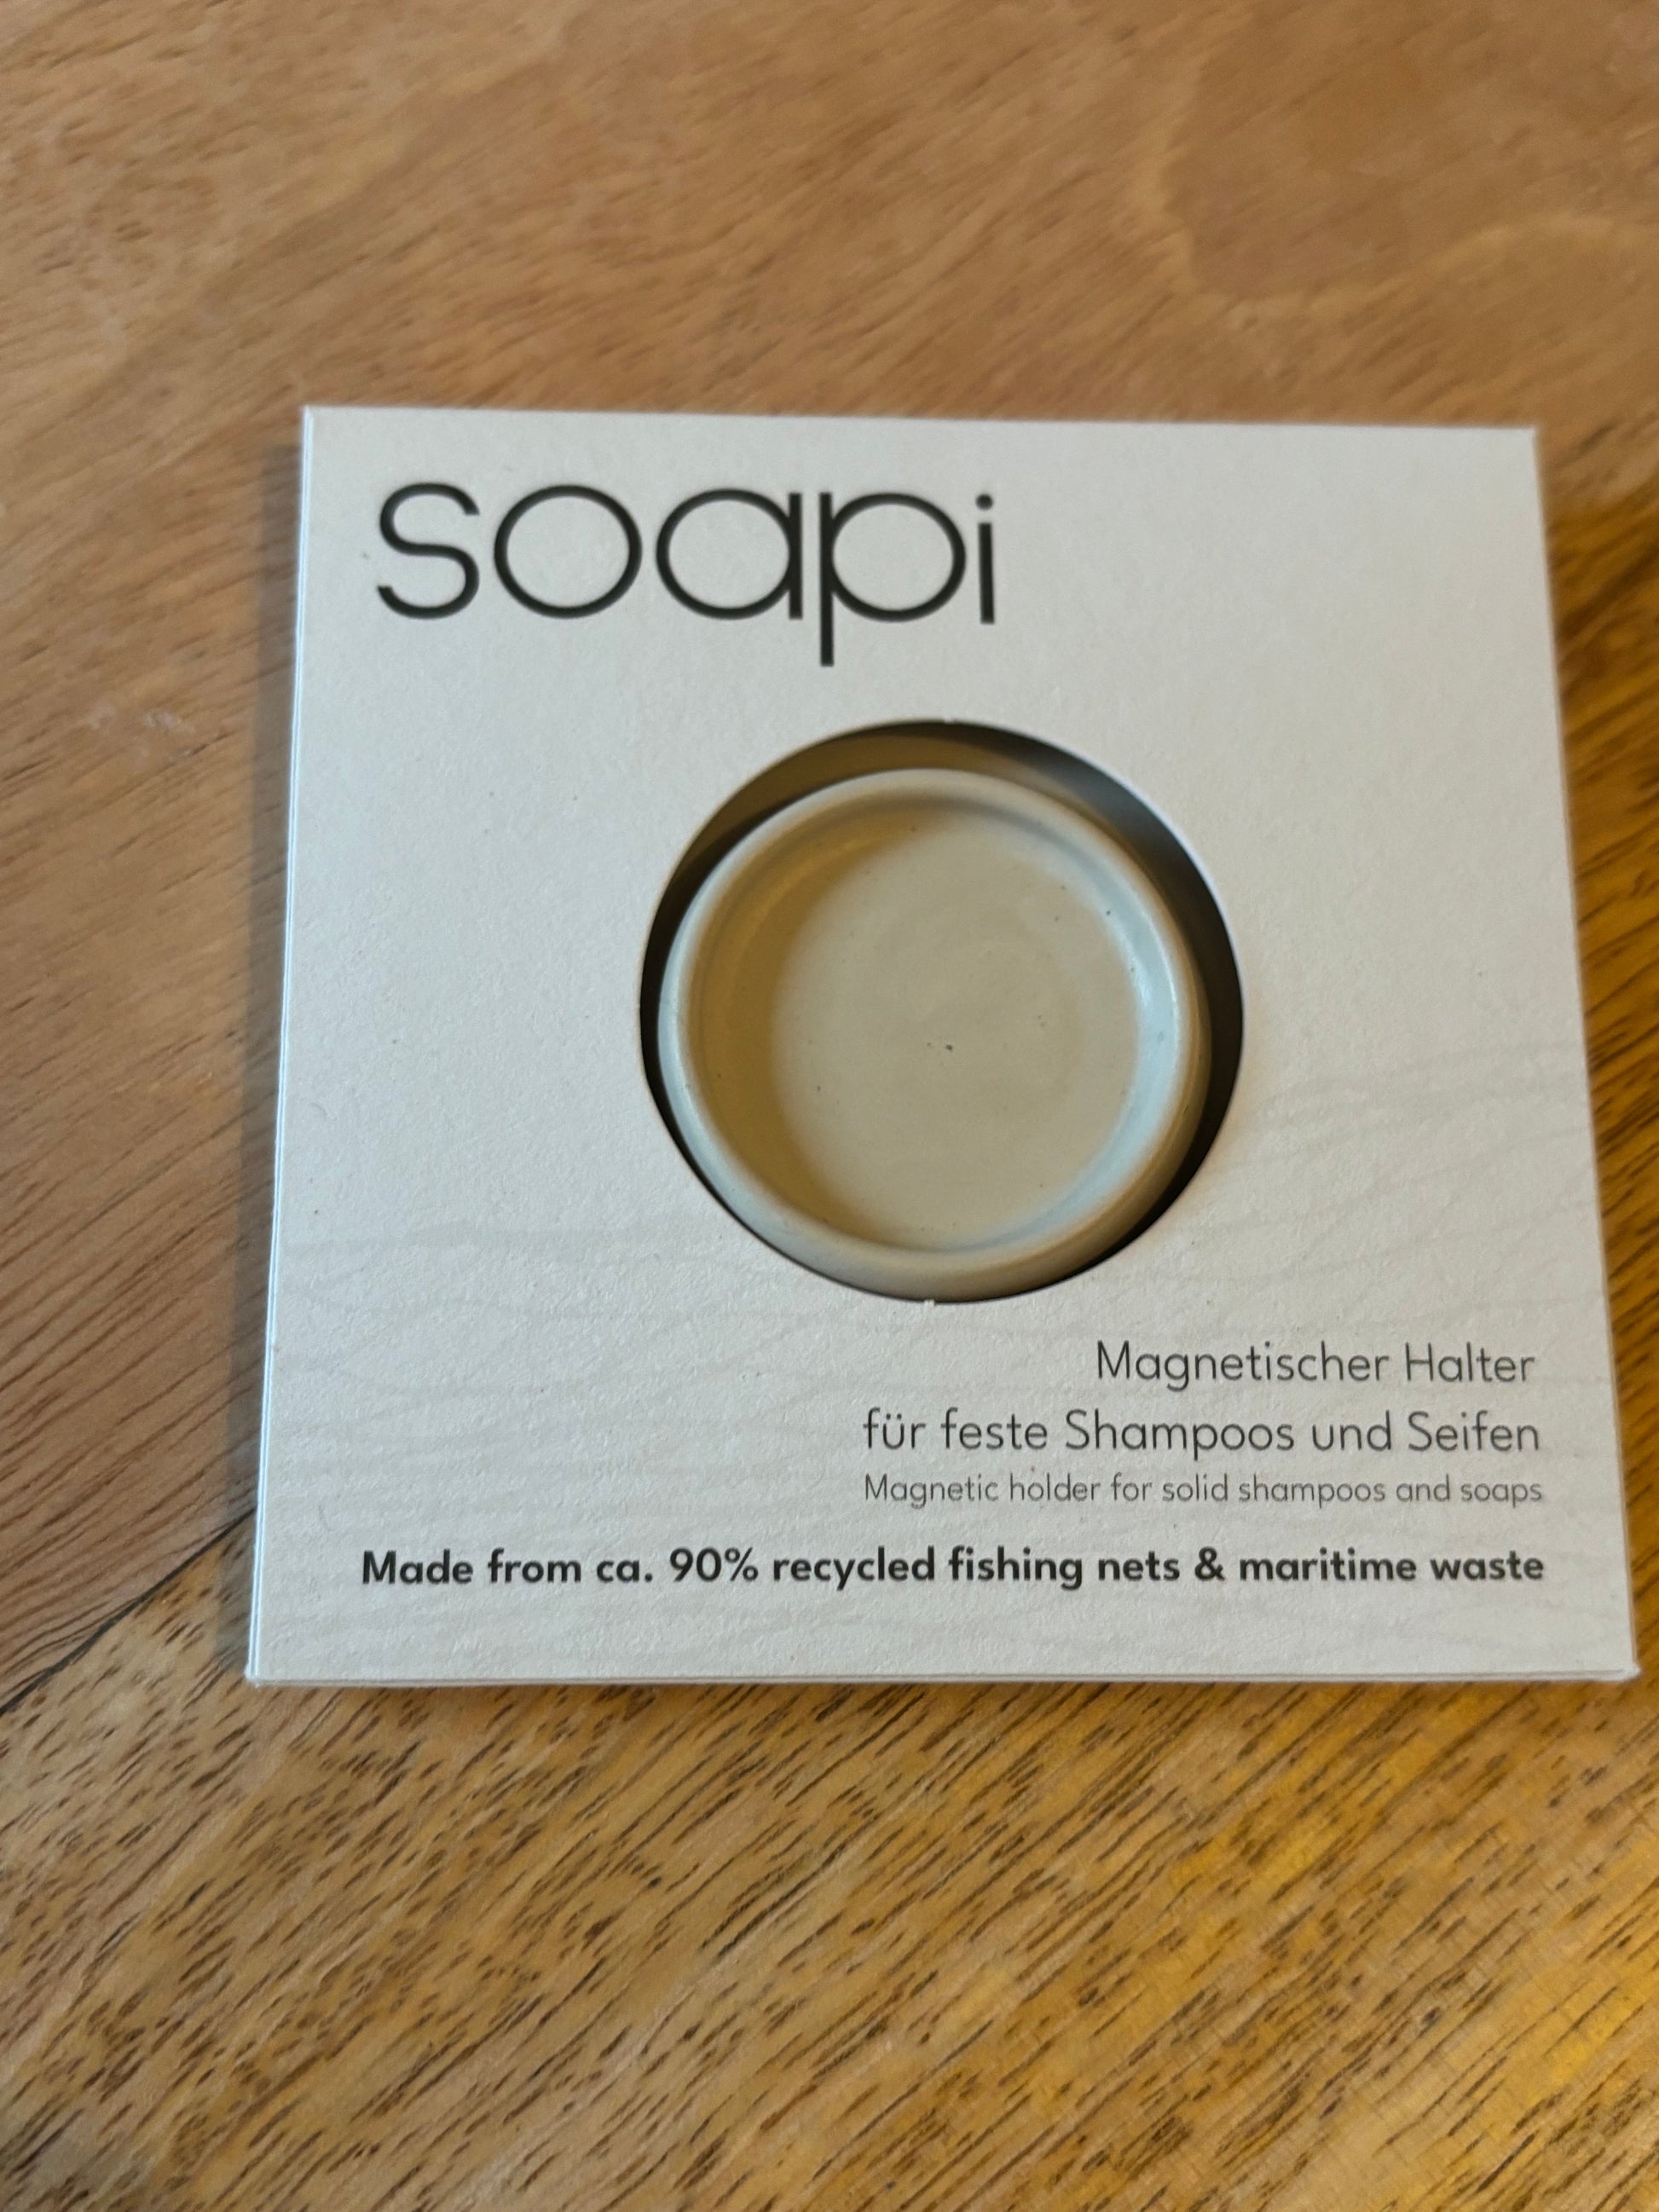 soapi
Magnetischer Halter
für feste Shampoos und Seifen
Magnetic holder for solid shampoos and soaps
Made from ca. 90% recycled fishing nets & maritime waste